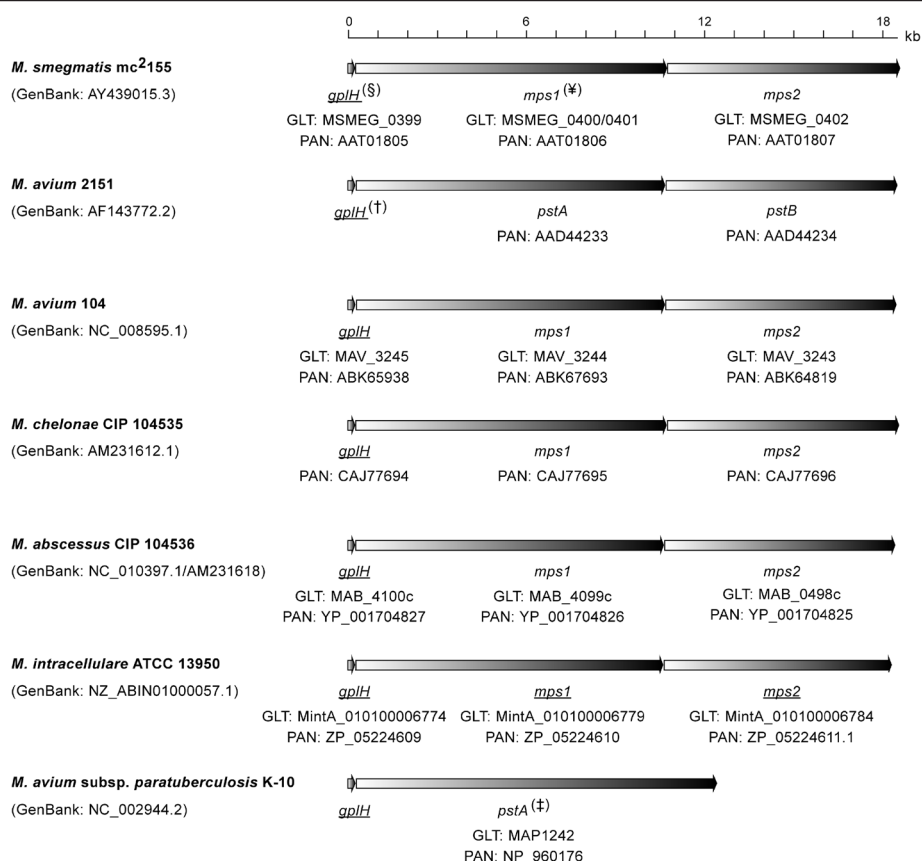 0 6 12 18
kb
M. smegmatis mc2155
(GenBank: AY439015.3)
gplH(§) mps1(¥) mps2
GLT: MSMEG_0399 GLT: MSMEG_0400/0401 GLT: MSMEG_0402
PAN: AAT01805 PAN: AAT01806 PAN: AAT01807
M. avium 2151
(GenBank: AF143772.2)
gplH(†) pstA pstB
PAN: AAD44233 PAN: AAD44234
M. avium 104
(GenBank: NC_008595.1)
gplH mps1 mps2
GLT: MAV_3245 GLT: MAV_3244 GLT: MAV_3243
PAN: ABK65938 PAN: ABK67693 PAN: ABK64819
M. chelonae CIP 104535
(GenBank: AM231612.1)
gplH mps1 mps2
PAN: CAJ77694 PAN: CAJ77695 PAN: CAJ77696
M. abscessus CIP 104536
(GenBank: NC_010397.1/AM231618)
gplH mps1 mps2
GLT: MAB_4100c GLT: MAB_4099c GLT: MAB_0498c
PAN: YP_001704827 PAN: YP_001704826 PAN: YP_001704825
M. intracellulare ATCC 13950
(GenBank: NZ_ABIN01000057.1)
gplH mps1 mps2
GLT: MintA_010100006774 GLT: MintA_010100006779 GLT: MintA_010100006784
PAN: ZP_05224609 PAN: ZP_05224610 PAN: ZP_05224611.1
M. avium subsp. paratuberculosis K-10
(GenBank: NC_002944.2)
gplH pstA(‡)
GLT: MAP1242
PAN: NP_960176